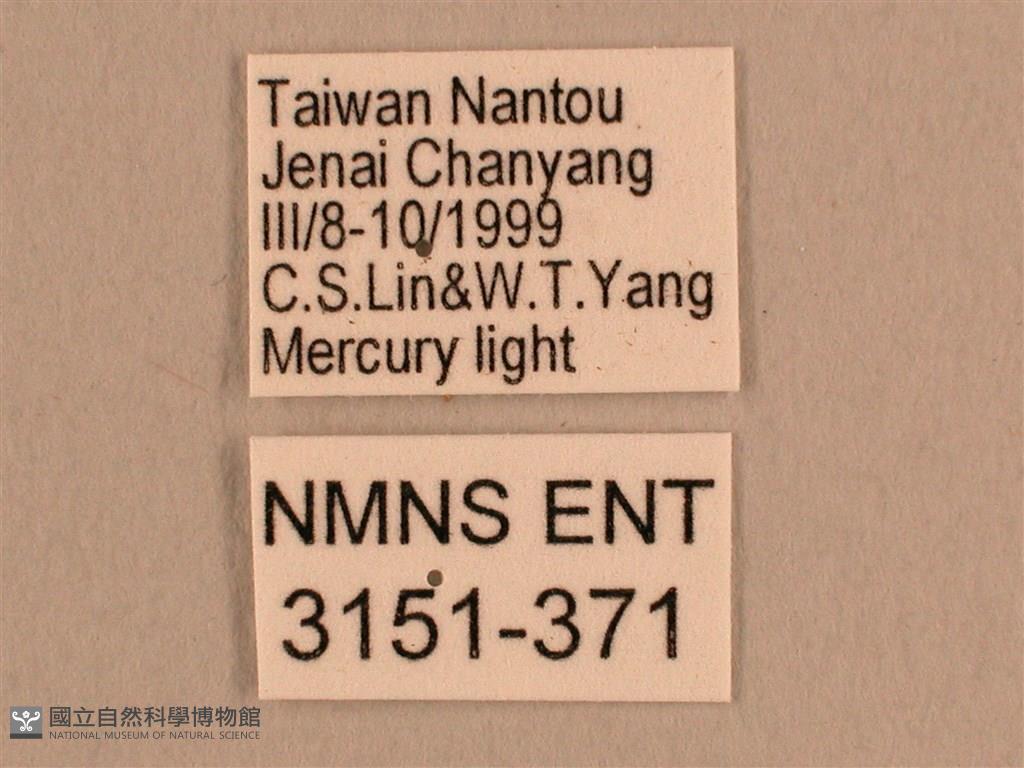 Taiwan Nantou
Jenai Chanyang
III/8-10/1999
C.S.Lin&W.T.Yang
Mercury light
NMNS ENT
3151-371
國立自然科學博物館
NATIONAL MUSEUM OF NATURAL SCIENCE